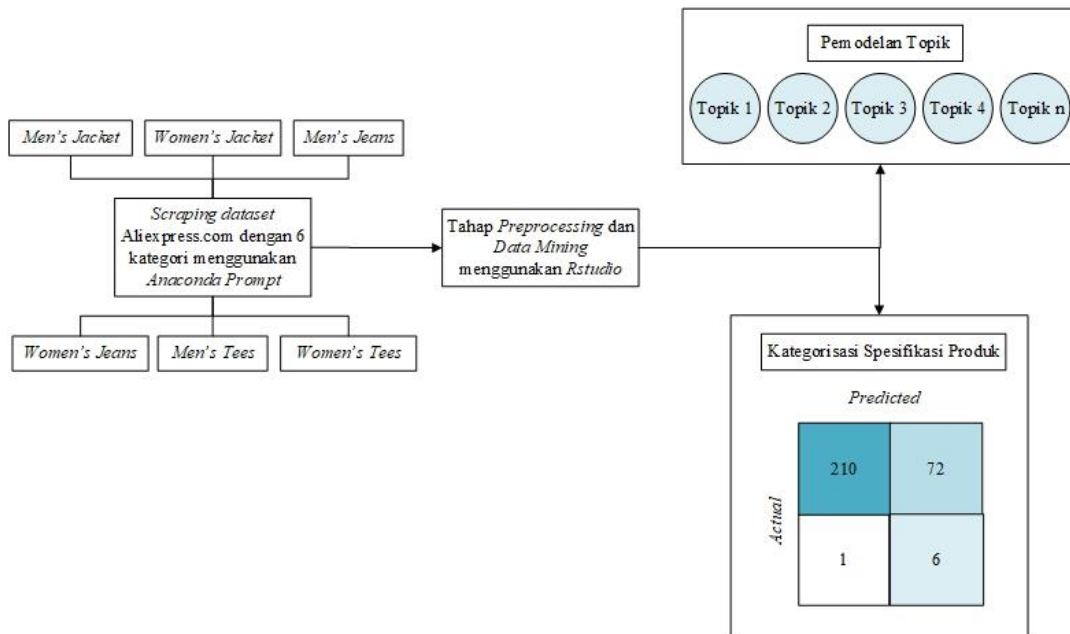 Men's Jacket
Women's Jacket
Men's Jeans
Scraping dataset
Aliexpress.com dengan 6
kategori menggunakan
Anaconda Prompt
Women's Jeans
Men's Tees
Women's Tees
Tahap Preprocessing dan
Data Mining
menggunakan Rstudio
Pemodelan Topik
Topik 1
Topik 2
Topik 3
Topik 4
Topik n
Kategorisasi Spesifikasi Produk
Predicted
Actual
210
72
1
6